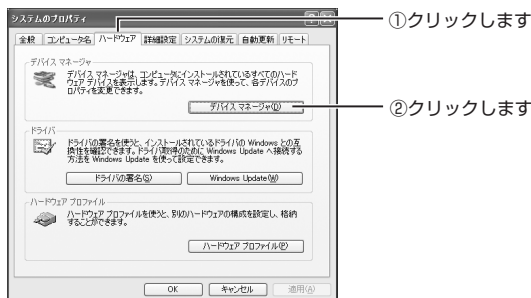 システムのプロパティ
全般 コンピュータ名 ハードウェア 詳細設定 システムの復元 自動更新 リモート
①クリックします
デバイス マネージャ
デバイス マネージャは、コンピュータにインストールされているすべてのハード
ウェア デバイスを表示します。デバイス マネージャを使って、各デバイスのプ
ロパティを変更できます。
デバイス マネージャ(D)
②クリックします
ドライバ
ドライバの署名を使うと、インストールされているドライバの Windows との互
換性を確認できます。ドライバ取得のために Windows Update へ接続する
方法を Windows Update を使って設定できます。
ドライバの署名(S) Windows Update(W)
ハードウェア プロファイル
ハードウェア プロファイルを使うと、別のハードウェアの構成を設定し、格納
することができます。
ハードウェア プロファイル(P)
OK キャンセル 適用(A)